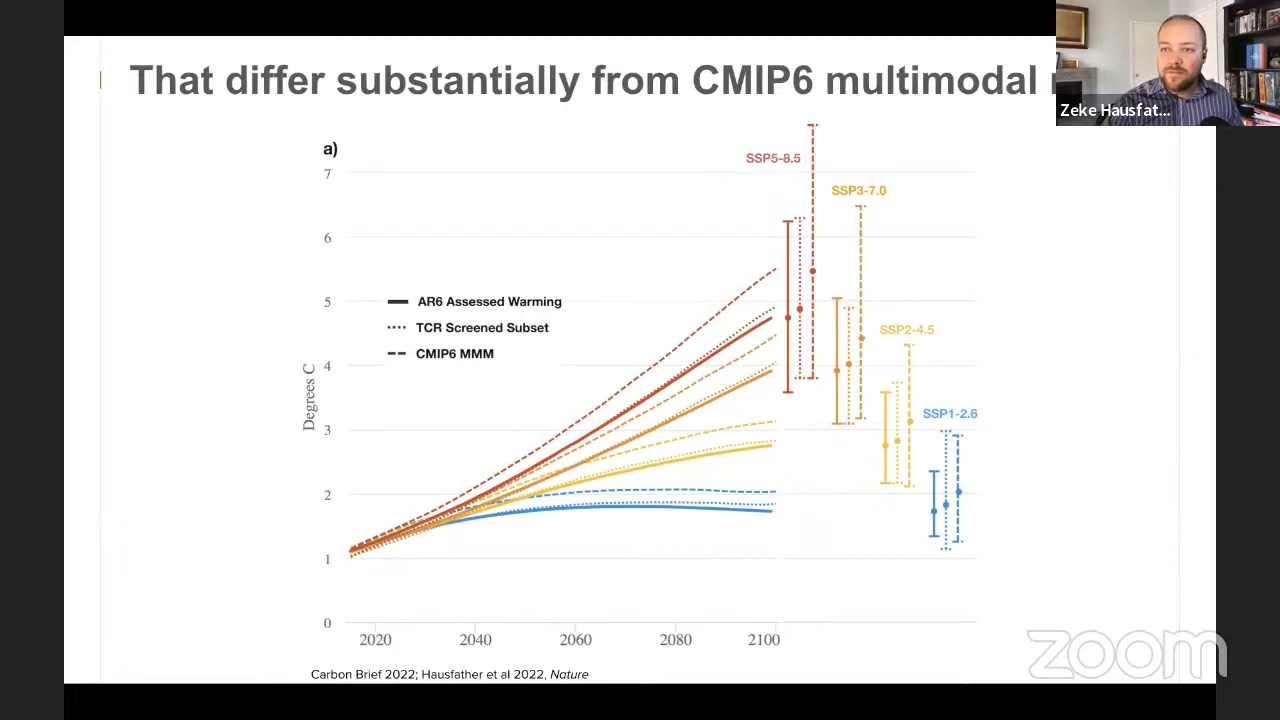 That differ substantially from CMIP6 multimodal
Zeke Hausfat...
a)
SSP5-8.5
7
SSP3-7.0
6
5
AR6 Assessed Warming
TCR Screened Subset
SSP2-4.5
CMIP6 MMM
4
Degrees C
SSP1-2.6
3
2
1
0
2020 2040 2060 2080 2100
zoom
Carbon Brief 2022; Hausfather et al 2022, Nature